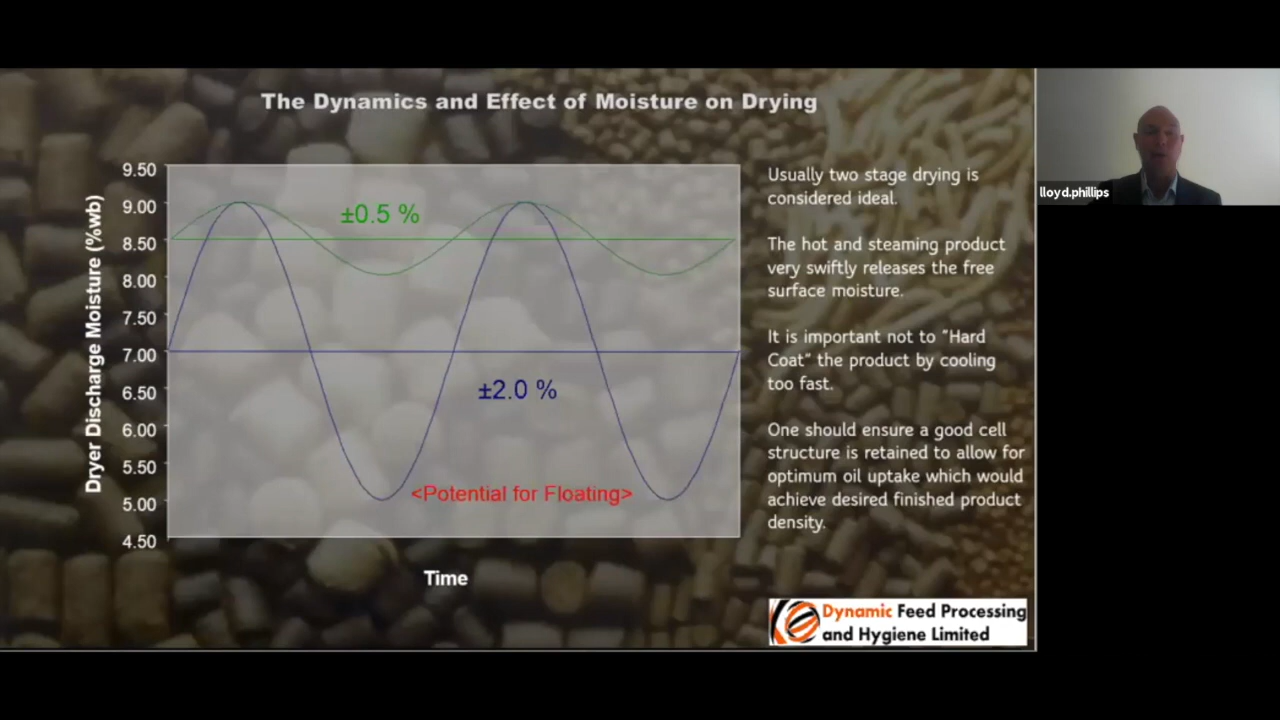 The Dynamics and Effect of Moisture on Drying
Dryer Discharge Moisture (%wb)
9.50
9.00
8.50
8.00
7.50
7.00
6.50
6.00
5.50
5.00
4.50
±0.5 %
±2.0 %
<Potential for Floating>
Time
Usually two stage drying is
considered ideal.
The hot and steaming product
very swiftly releases the free
surface moisture.
It is important not to "Hard
Coat" the product by cooling
too fast.
One should ensure a good cell
structure is retained to allow for
optimum oil uptake which would
achieve desired finished product
density.
Dynamic Feed Processing
and Hygiene Limited
lloyd.phillips